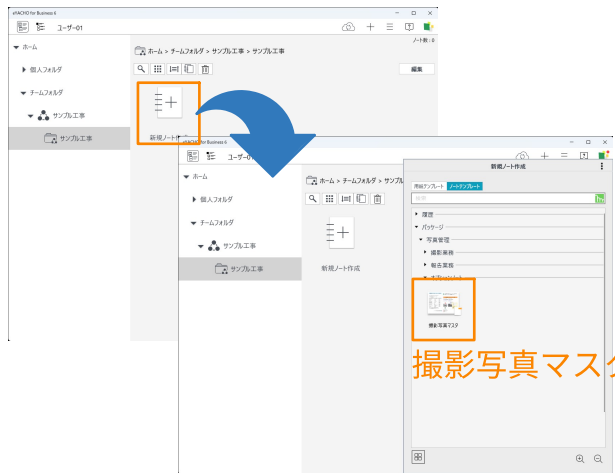 eYACHO for Business 6
ユーザー01
ノート数 : 0
ホーム
個人フォルダ
チームフォルダ
サンプル工事
サンプル工事
ホーム > チームフォルダ > サンプル工事 > サンプル工事
編集
新規ノート作成
eYACHO for Business 6
ユーザー0
ホーム
個人フォルダ
チームフォルダ
サンプル工事
サンプル工事
ホーム > チームフォルダ > サンプル
新規ノート作成
新規ノート作成
用紙テンプレート
ノートテンプレート
検索
履歴
パッケージ
写真管理
撮影業務
報告業務
撮影写真マスタ
撮影写真マスタ